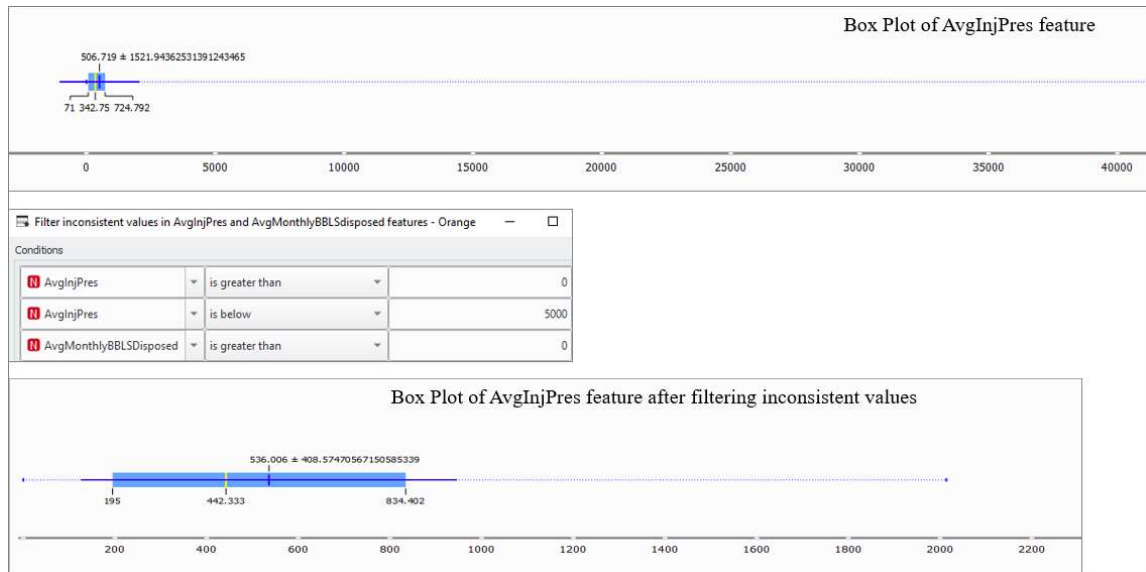 Box Plot of AvgInjPres feature
506.719 ± 1521.94362531391243465
71 342.75 724.792
0 5000 10000 15000 20000 25000 30000 35000 40000
Filter inconsistent values in AvgInjPres and AvgMonthlyBBLSdisposed features - Orange
Conditions
N AvgInjPres is greater than 0
N AvgInjPres is below 5000
N AvgMonthlyBBLSDisposed is greater than 0
Box Plot of AvgInjPres feature after filtering inconsistent values
536.006 ± 408.57470567150585339
195 442.333 834.402
200 400 600 800 1000 1200 1400 1600 1800 2000 2200